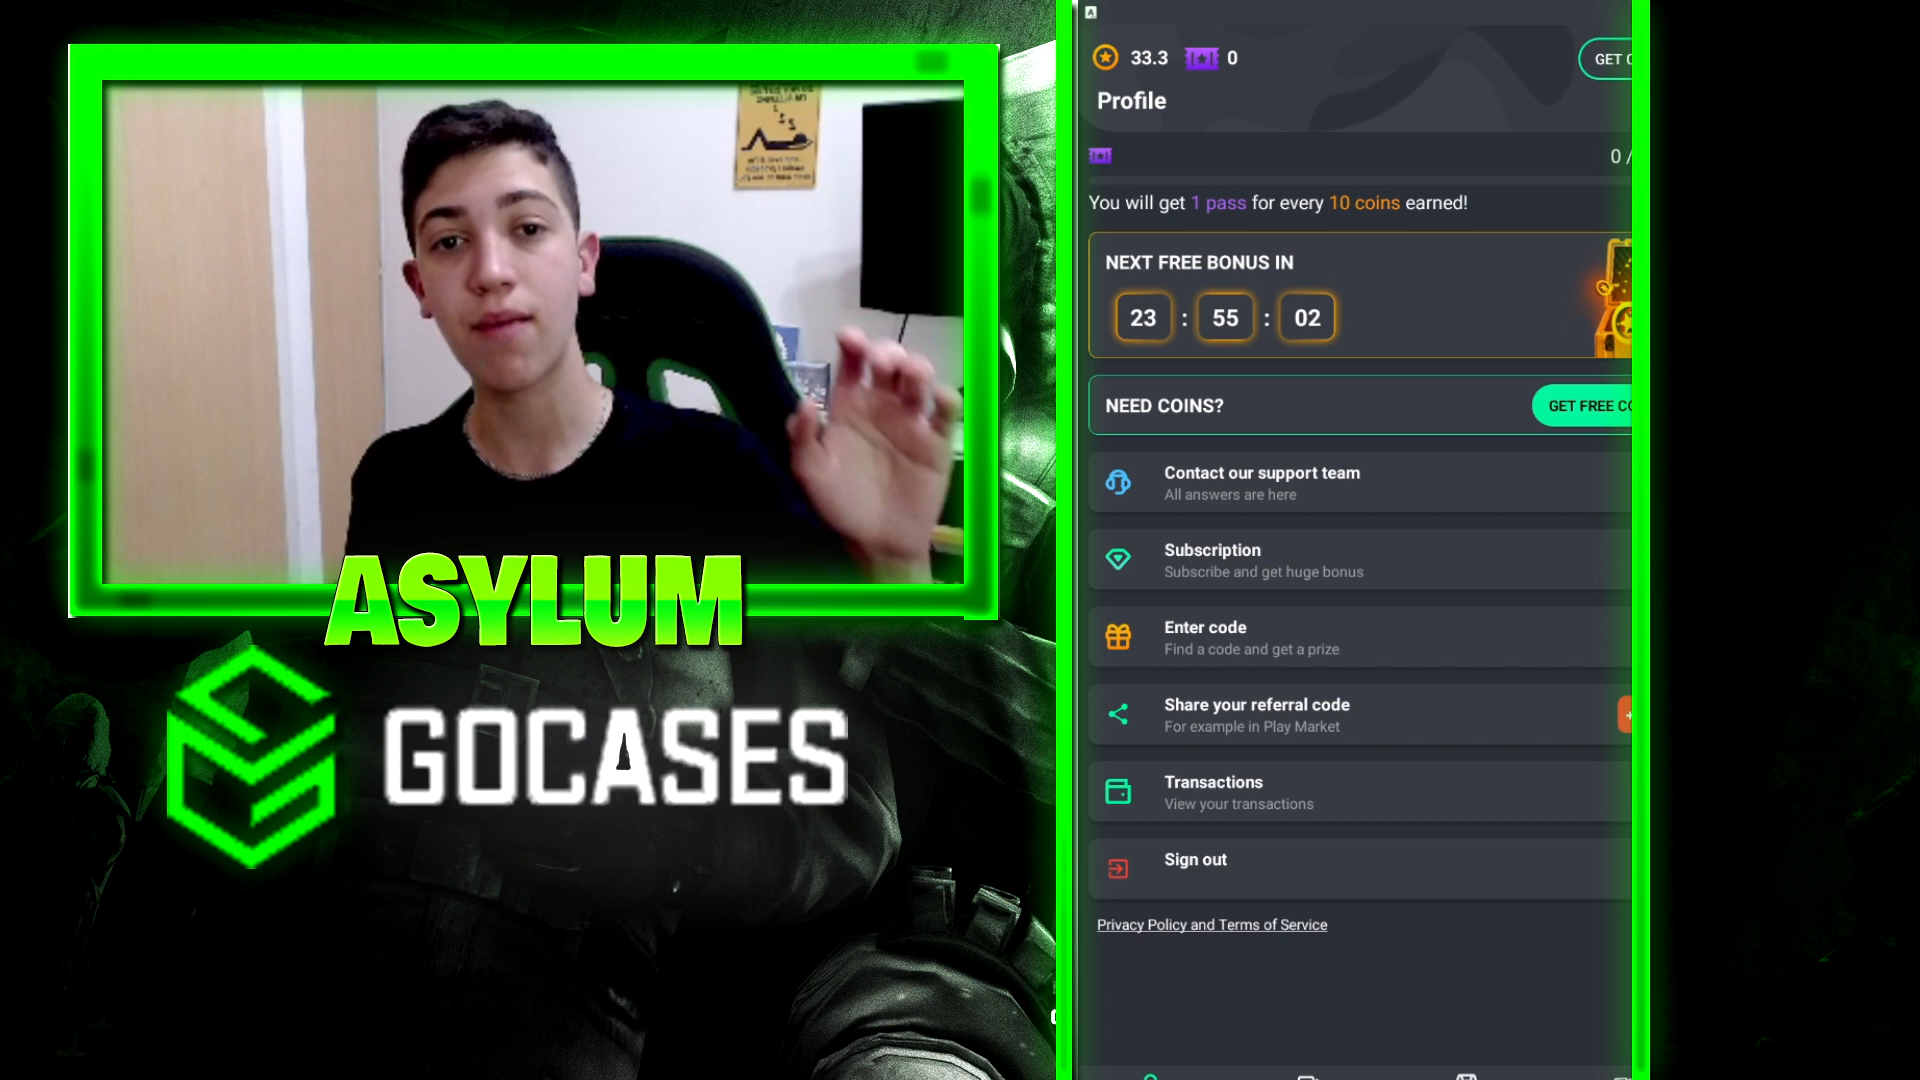 ASYLUM
GOCASES
A
33.3 0
GET C
Profile
0 /
You will get 1 pass for every 10 coins earned!
NEXT FREE BONUS IN
23 : 55 : 02
NEED COINS?
GET FREE CO
Contact our support team
All answers are here
Subscription
Subscribe and get huge bonus
Enter code
Find a code and get a prize
Share your referral code
For example in Play Market
+
Transactions
View your transactions
Sign out
Privacy Policy and Terms of Service